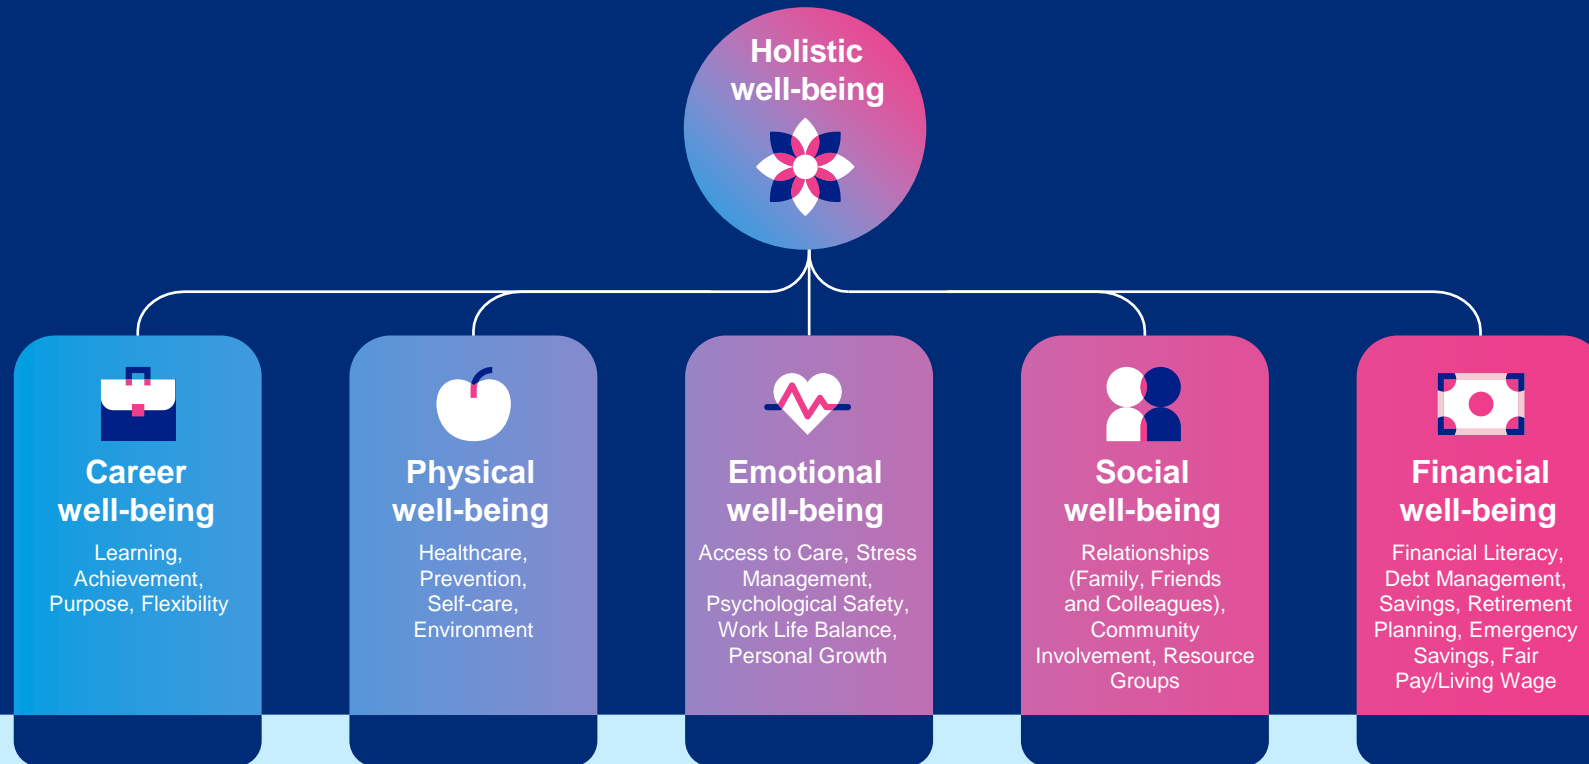 Holistic
well-being
Career
well-being
Learning,
Achievement,
Purpose, Flexibility
Physical
well-being
Healthcare,
Prevention,
Self-care,
Environment
Emotional
well-being
Access to Care, Stress
Management,
Psychological Safety,
Work Life Balance,
Personal Growth
Social
well-being
Relationships
(Family, Friends
and Colleagues),
Community
Involvement, Resource
Groups
Financial
well-being
Financial Literacy,
Debt Management,
Savings, Retirement
Planning, Emergency
Savings, Fair
Pay/Living Wage